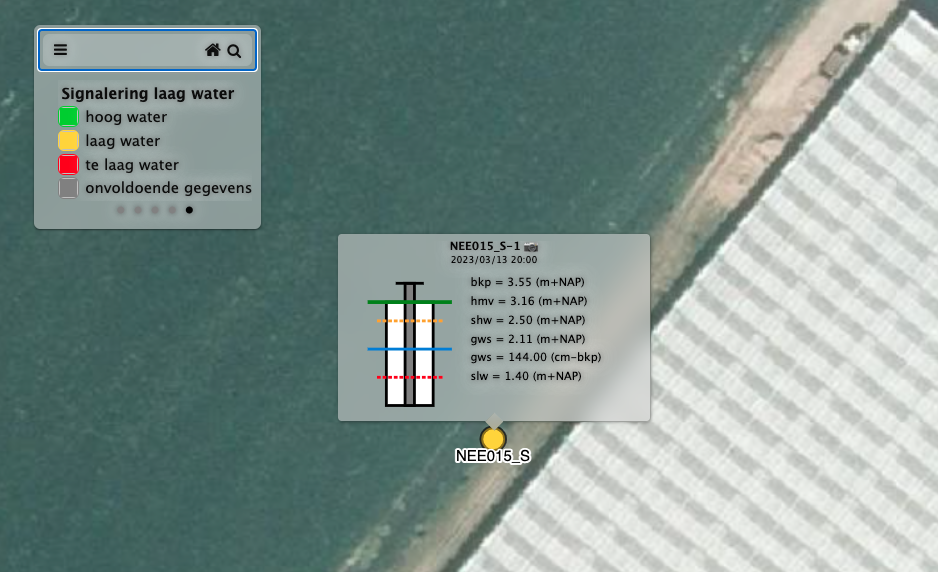 Signalering laag water
hoog water
laag water
te laag water
onvoldoende gegevens
NEE015_S-1
2023/03/13 20:00
bkp = 3.55 (m+NAP)
hmv = 3.16 (m+NAP)
shw = 2.50 (m+NAP)
gws = 2.11 (m+NAP)
gws = 144.00 (cm-bkp)
slw = 1.40 (m+NAP)
NEE015_S